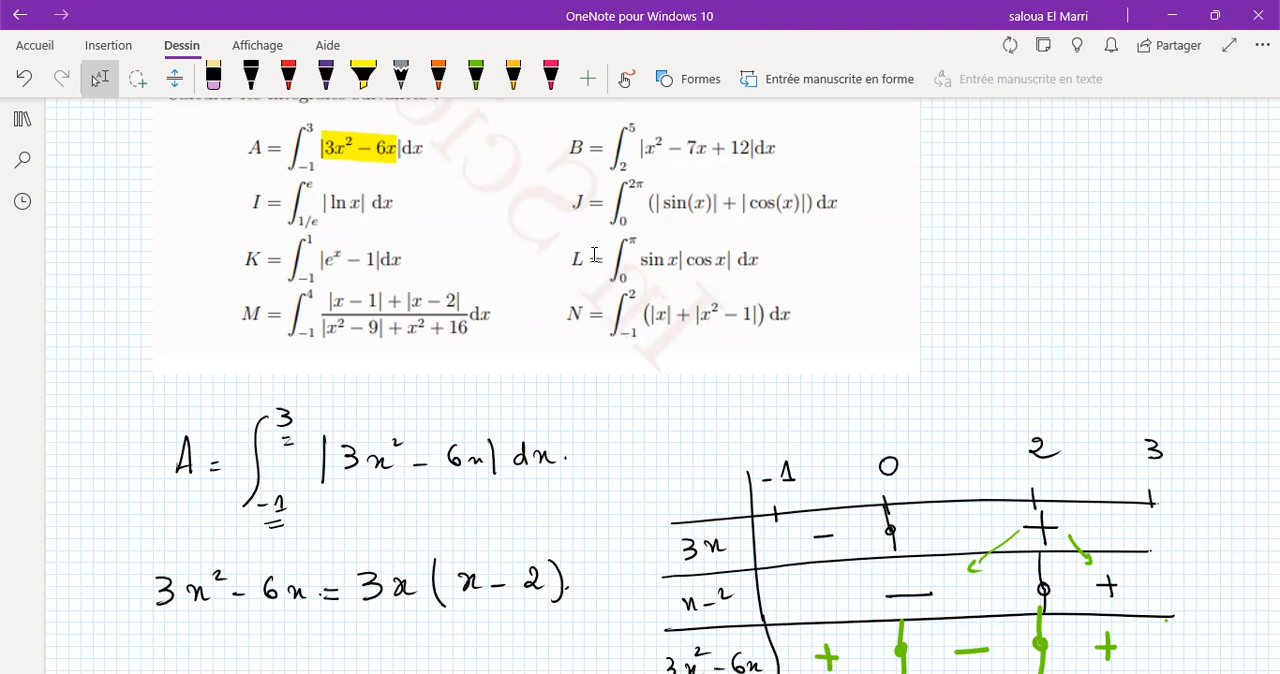 OneNote pour Windows 10
saloua El Marri
Accueil Insertion Dessin Affichage Aide
Partager
Formes Entrée manuscrite en forme Entrée manuscrite en texte
A = ∫_{-1}^{3} |3x² − 6x|dx B = ∫_{2}^{5} |x² − 7x + 12|dx
I = ∫_{1/e}^{e} | ln x| dx J = ∫_{0}^{2π} (| sin(x)| + | cos(x)|) dx
K = ∫_{-1}^{1} |e^x − 1|dx L = ∫_{0}^{π} sin x| cos x| dx
M = ∫_{-1}^{4} \frac{|x − 1| + |x − 2|}{|x² − 9| + x² + 16} dx N = ∫_{-1}^{2} (|x| + |x² − 1|) dx
A = ∫_{-1}^{3} | 3x² - 6x| dx.
3x² - 6x = 3x ( x - 2).
-1 0 2 3
3x - +
x-2 - +
3x² - 6x + - +